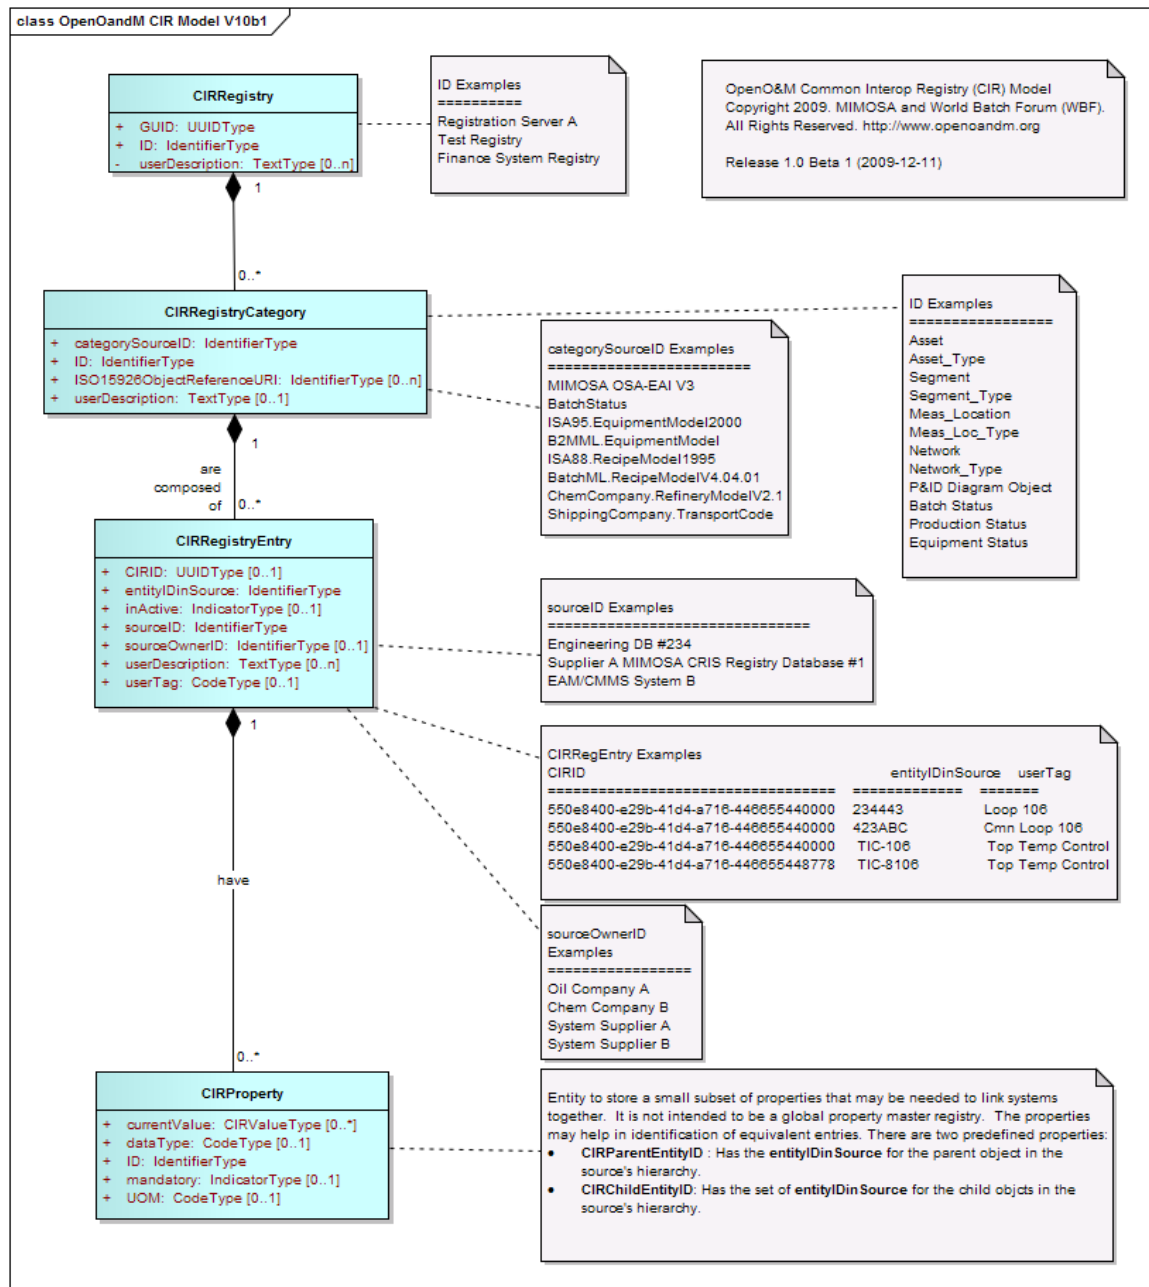 class OpenOandM CIR Model V10b1
CIRRegistry
+ GUID: UUIDType
+ ID: IdentifierType
- userDescription: TextType [0..n]
ID Examples
==========
Registration Server A
Test Registry
Finance System Registry
OpenO&M Common Interop Registry (CIR) Model
Copyright 2009. MIMOSA and World Batch Forum (WBF).
All Rights Reserved. http://www.openoandm.org
Release 1.0 Beta 1 (2009-12-11)
1
0..*
CIRRegistryCategory
+ categorySourceID: IdentifierType
+ ID: IdentifierType
+ ISO15926ObjectReferenceURI: IdentifierType [0..n]
+ userDescription: TextType [0..1]
categorySourceID Examples
========================
MIMOSA OSA-EAI V3
BatchStatus
ISA95.EquipmentModel2000
B2MML.EquipmentModel
ISA88.RecipeModel1995
BatchML.RecipeModelV4.04.01
ChemCompany.RefineryModelV2.1
ShippingCompany.TransportCode
ID Examples
=================
Asset
Asset_Type
Segment
Segment_Type
Meas_Location
Meas_Loc_Type
Network
Network_Type
P&ID Diagram Object
Batch Status
Production Status
Equipment Status
1
are
composed
of
0..*
CIRRegistryEntry
+ CIRID: UUIDType [0..1]
+ entityIDinSource: IdentifierType
+ inActive: IndicatorType [0..1]
+ sourceID: IdentifierType
+ sourceOwnerID: IdentifierType [0..1]
+ userDescription: TextType [0..n]
+ userTag: CodeType [0..1]
sourceID Examples
===============================
Engineering DB #234
Supplier A MIMOSA CRIS Registry Database #1
EAM/CMMS System B
1
CIRRegEntry Examples
CIRID entityIDinSource userTag
================================== ============= =======
550e8400-e29b-41d4-a716-446655440000 234443 Loop 106
550e8400-e29b-41d4-a716-446655440000 423ABC Cmn Loop 106
550e8400-e29b-41d4-a716-446655440000 TIC-106 Top Temp Control
550e8400-e29b-41d4-a716-446655448778 TIC-8106 Top Temp Control
have
sourceOwnerID
Examples
=================
Oil Company A
Chem Company B
System Supplier A
System Supplier B
0..*
CIRProperty
+ currentValue: CIRValueType [0..*]
+ dataType: CodeType [0..1]
+ ID: IdentifierType
+ mandatory: IndicatorType [0..1]
+ UOM: CodeType [0..1]
Entity to store a small subset of properties that may be needed to link systems
together. It is not intended to be a global property master registry. The properties
may help in identification of equivalent entries. There are two predefined properties:
• CIRParentEntityID : Has the entityIDinSource for the parent object in the
source's hierarchy.
• CIRChildEntityID: Has the set of entityIDinSource for the child objcts in the
source's hierarchy.